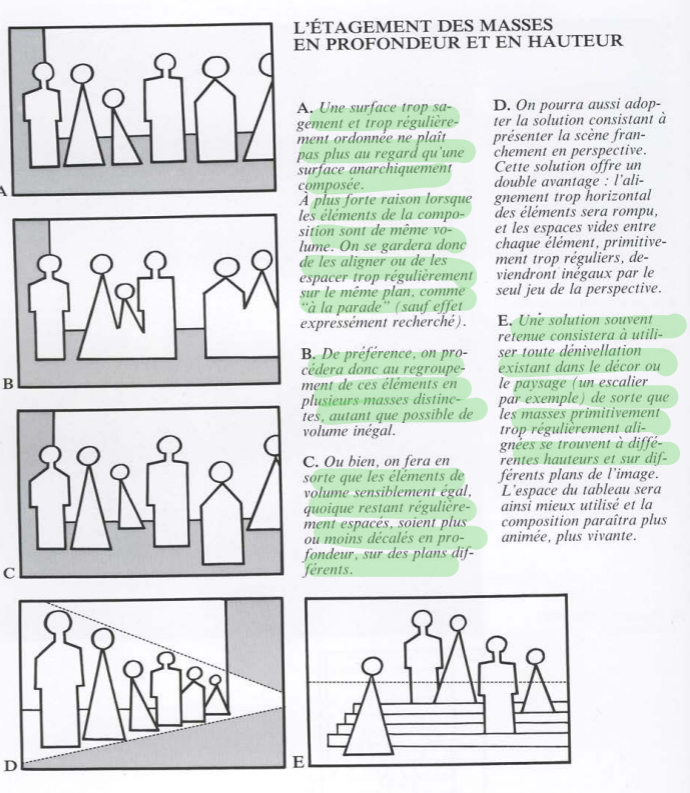 L'ÉTAGEMENT DES MASSES
EN PROFONDEUR ET EN HAUTEUR
A. Une surface trop sa-
gement et trop régulière-
ment ordonnée ne plaît
pas plus au regard qu'une
surface anarchiquement
composée.
À plus forte raison lorsque
les éléments de la compo-
sition sont de même vo-
lume. On se gardera donc
de les aligner ou de les
espacer trop régulièrement
sur le même plan, comme
"à la parade" (sauf effet
expressément recherché).
B. De préférence, on pro-
cédera donc au regroupe-
ment de ces éléments en
plusieurs masses distinc-
tes, autant que possible de
volume inégal.
C. Ou bien, on fera en
sorte que les éléments de
volume sensiblement égal,
quoique restant régulière-
ment espacés, soient plus
ou moins décalés en pro-
fondeur, sur des plans dif-
férents.
D. On pourra aussi adop-
ter la solution consistant à
présenter la scène fran-
chement en perspective.
Cette solution offre un
double avantage : l'ali-
gnement trop horizontal
des éléments sera rompu,
et les espaces vides entre
chaque élément, primitive-
ment trop réguliers, de-
viendront inégaux par le
seul jeu de la perspective.
E. Une solution souvent
retenue consistera à utili-
ser toute dénivellation
existant dans le décor ou
le paysage (un escalier
par exemple) de sorte que
les masses primitivement
trop régulièrement ali-
gnées se trouvent à diffé-
rentes hauteurs et sur dif-
férents plans de l'image.
L'espace du tableau sera
ainsi mieux utilisé et la
composition paraîtra plus
animée, plus vivante.
A
B
C
D
E